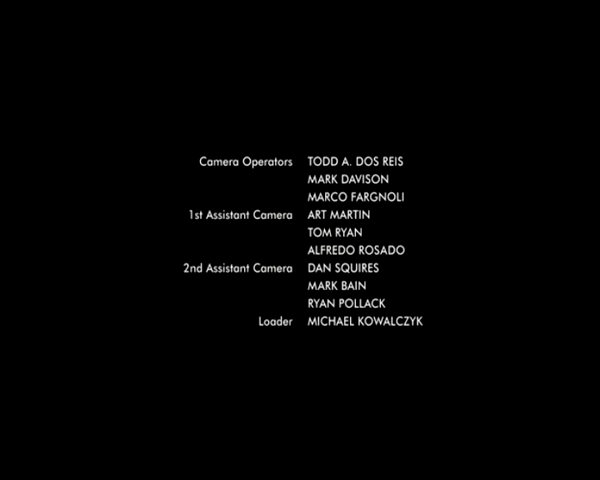 Camera Operators TODD A. DOS REIS
MARK DAVISON
MARCO FARGNOLI
1st Assistant Camera ART MARTIN
TOM RYAN
ALFREDO ROSADO
2nd Assistant Camera DAN SQUIRES
MARK BAIN
RYAN POLLACK
Loader MICHAEL KOWALCZYK